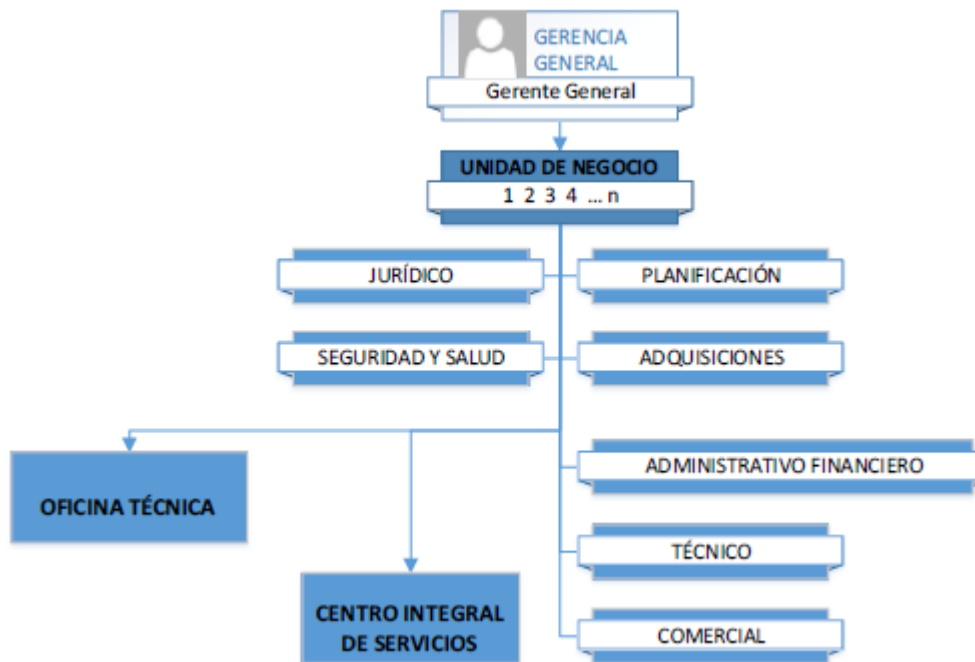 GERENCIA
GENERAL
Gerente General
UNIDAD DE NEGOCIO
1 2 3 4 ... n
JURÍDICO
PLANIFICACIÓN
SEGURIDAD Y SALUD
ADQUISICIONES
OFICINA TÉCNICA
ADMINISTRATIVO FINANCIERO
TÉCNICO
CENTRO INTEGRAL
DE SERVICIOS
COMERCIAL